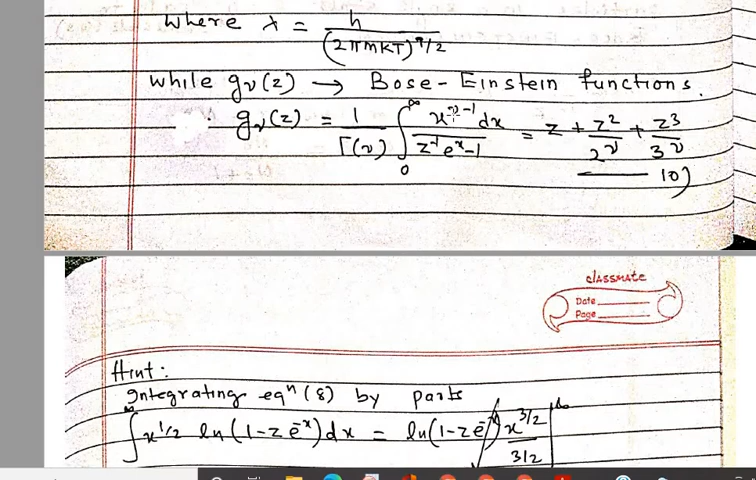 where λ = h / (2πmKT)^1/2
while gν(z) → Bose-Einstein functions.
gν(z) = 1/Γ(ν) ∫₀^∞ x^ν-1 dx / z⁻¹e^x-1 = z + z²/2^ν + z³/3^ν
—— 10)
classmate
Date
Page
Hint:
Integrating eqⁿ (8) by parts
∫^∞ x^1/2 ln(1-ze^-x)dx = ln(1-ze^-x) x^3/2 / 3/2 |^∞